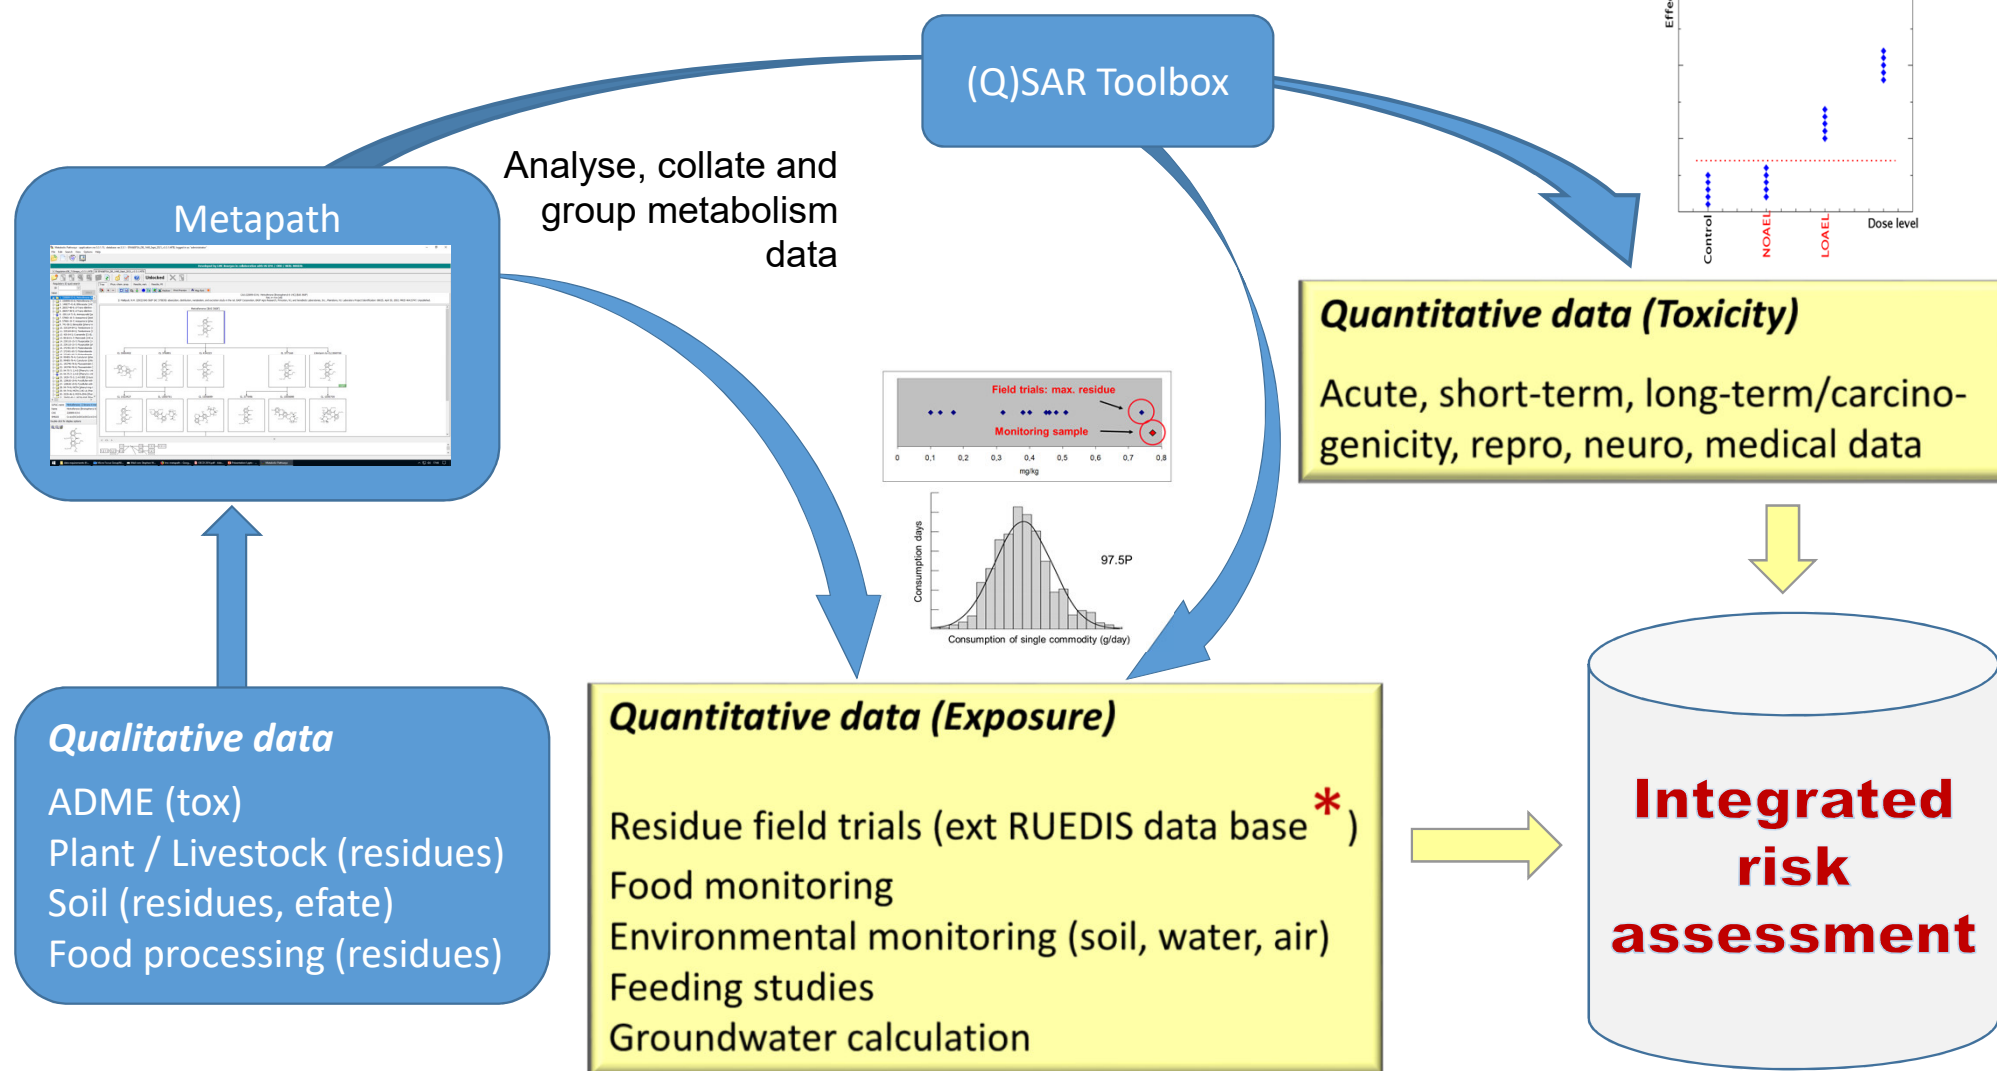 (Q)SAR Toolbox
Effe
Control
NOAEL
LOAEL
Dose level
Analyse, collate and
group metabolism
data
Metapath
Unlocked
Quantitative data (Toxicity)
Acute, short-term, long-term/carcino-
genicity, repro, neuro, medical data
Field trials: max. residue
Monitoring sample
0 0,1 0,2 0,3 0,4 0,5 0,6 0,7 0,8
mg/kg
Consumption days
97.5P
Consumption of single commodity (g/day)
Qualitative data
ADME (tox)
Plant / Livestock (residues)
Soil (residues, efate)
Food processing (residues)
Quantitative data (Exposure)
Residue field trials (ext RUEDIS data base *)
Food monitoring
Environmental monitoring (soil, water, air)
Feeding studies
Groundwater calculation
Integrated
risk
assessment